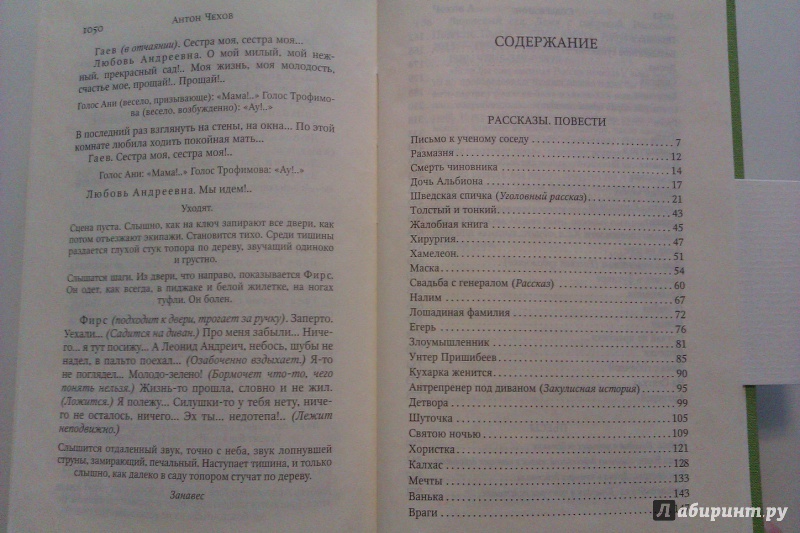 1050
Антон Чехов
Гаев (в отчаянии). Сестра моя, сестра моя...
Любовь Андреевна. О мой милый, мой неж-
ный, прекрасный сад!.. Моя жизнь, моя молодость,
счастье мое, прощай!.. Прощай!..
Голос Ани (весело, призывающе): «Мама!..» Голос Трофимо-
ва (весело, возбужденно): «Ау!..»
В последний раз взглянуть на стены, на окна... По этой
комнате любила ходить покойная мать...
Гаев. Сестра моя, сестра моя!..
Голос Ани: «Мама!..» Голос Трофимова: «Ау!..»
Любовь Андреевна. Мы идем!..
Уходят.
Сцена пуста. Слышно, как на ключ запирают все двери, как
потом отъезжают экипажи. Становится тихо. Среди тишины
раздается глухой стук топора по дереву, звучащий одиноко
и грустно.
Слышатся шаги. Из двери, что направо, показывается Фирс.
Он одет, как всегда, в пиджаке и белой жилетке, на ногах
туфли. Он болен.
Фирс (подходит к двери, трогает за ручку). Заперто.
Уехали... (Садится на диван.) Про меня забыли... Ниче-
го... я тут посижу... А Леонид Андреич, небось, шубы не
надел, в пальто поехал... (Озабоченно вздыхает.) Я-то
не поглядел... Молодо-зелено! (Бормочет что-то, чего
понять нельзя.) Жизнь-то прошла, словно и не жил.
(Ложится.) Я полежу... Силушки-то у тебя нету, ниче-
го не осталось, ничего... Эх ты... недотепа!.. (Лежит
неподвижно.)
Слышится отдаленный звук, точно с неба, звук лопнувшей
струны, замирающий, печальный. Наступает тишина, и только
слышно, как далеко в саду топором стучат по дереву.
Занавес
СОДЕРЖАНИЕ
РАССКАЗЫ. ПОВЕСТИ
Письмо к ученому соседу 7
Размазня 12
Смерть чиновника 14
Дочь Альбиона 17
Шведская спичка (Уголовный рассказ) 21
Толстый и тонкий 43
Жалобная книга 45
Хирургия 47
Хамелеон 51
Маска 54
Свадьба с генералом (Рассказ) 60
Налим 67
Лошадиная фамилия 72
Егерь 76
Злоумышленник 81
Унтер Пришибеев 85
Кухарка женится 90
Антрепренер под диваном (Закулисная история) 95
Детвора 99
Шуточка 105
Святою ночью 109
Хористка 121
Калхас 128
Мечты 133
Ванька 143
Враги
Лабиринт.ру